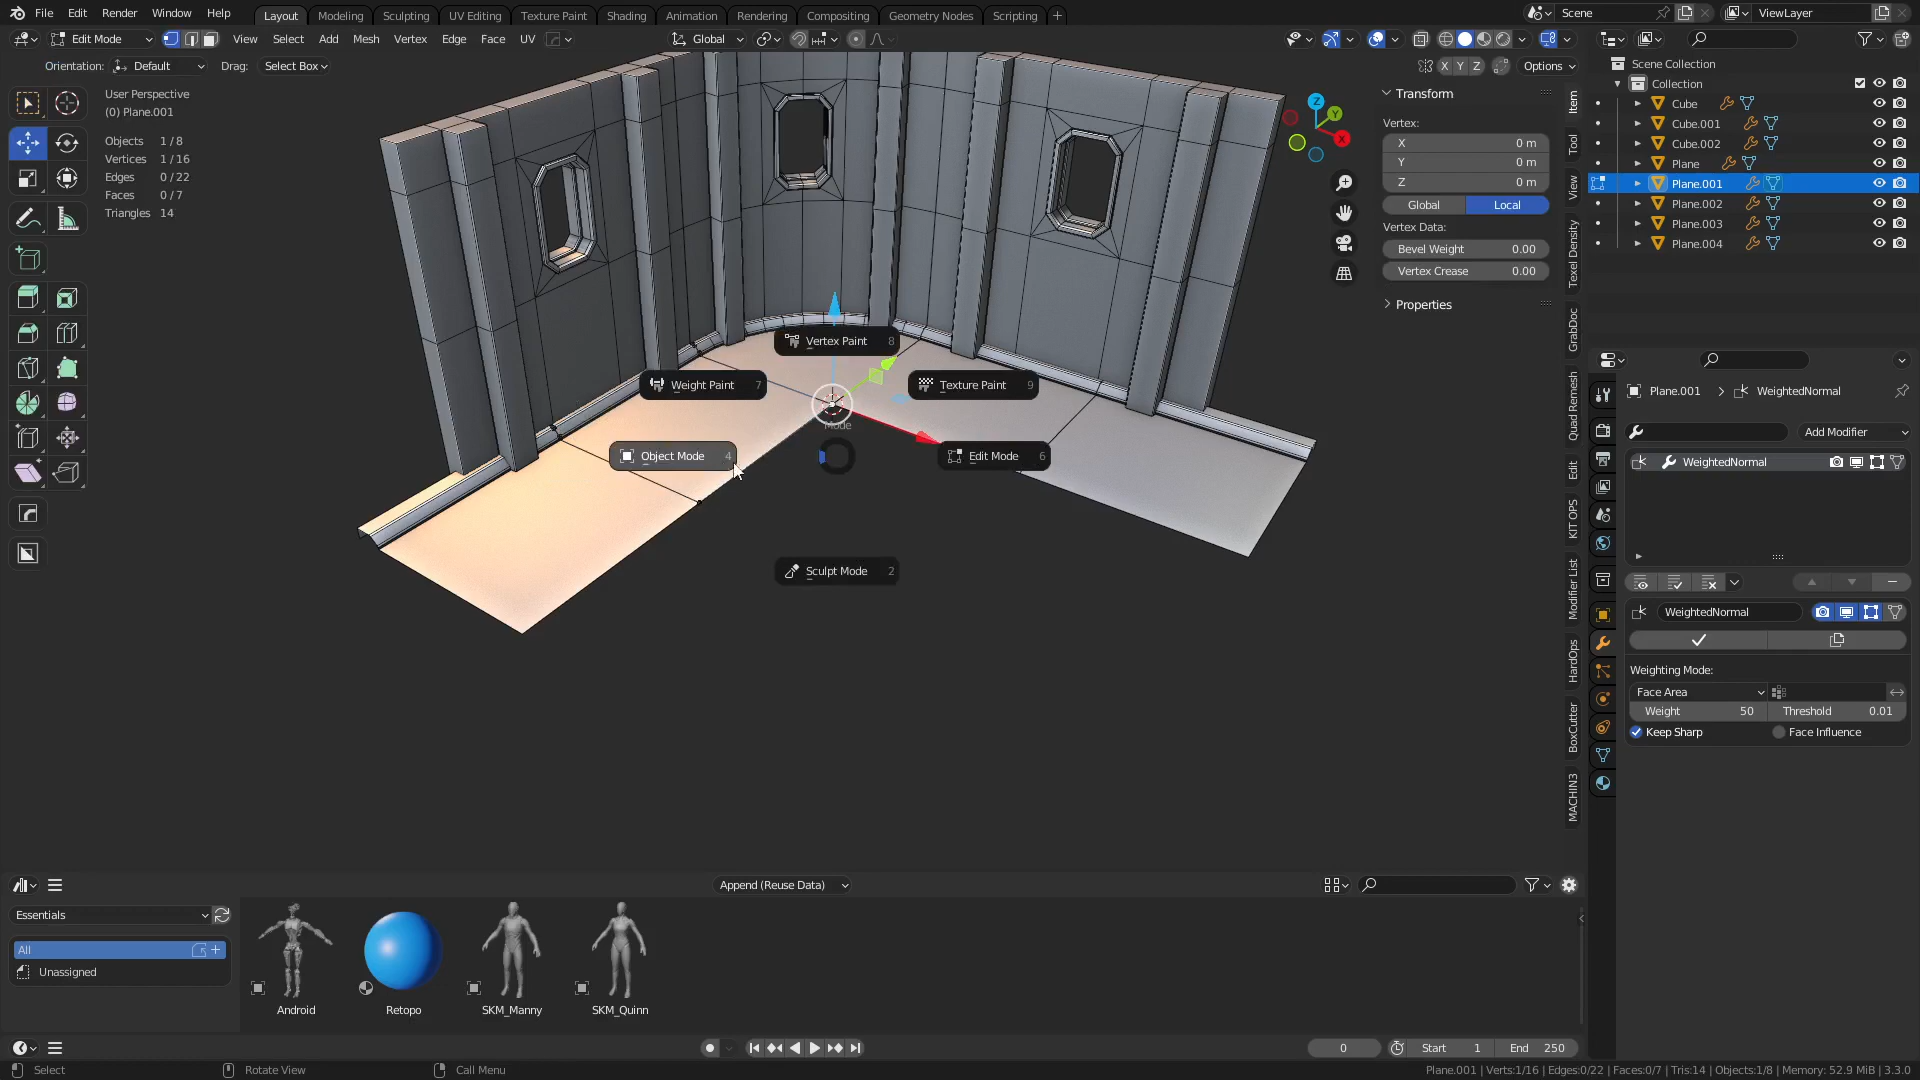 File Edit Render Window Help Layout Modeling Sculpting UV Editing Texture Paint Shading Animation Rendering Compositing Geometry Nodes Scripting Scene ViewLayer
Edit Mode View Select Add Mesh Vertex Edge Face UV Global
Orientation: Default Drag: Select Box X Y Z Options
User Perspective
(0) Plane.001
Objects 1/8
Vertices 1/16
Edges 0/22
Faces 0/7
Triangles 14
Z
Y
X
Vertex Paint 8
Weight Paint 7
Texture Paint 9
Mode
Object Mode 4
Edit Mode 6
Sculpt Mode 2
Transform
Vertex:
X 0 m
Y 0 m
Z 0 m
Global Local
Vertex Data:
Bevel Weight 0.00
Vertex Crease 0.00
Properties
Item
Tool
View
Texel Density
GrabDoc
Quad Remesh
Edit
KIT OPS
Modifier List
HardOps
BoxCutter
MACHIN3
Scene Collection
Collection
Cube
Cube.001
Cube.002
Plane
Plane.001
Plane.002
Plane.003
Plane.004
Plane.001 WeightedNormal
Add Modifier
WeightedNormal
WeightedNormal
Weighting Mode:
Face Area
Weight 50 Threshold 0.01
Keep Sharp Face Influence
Append (Reuse Data)
Essentials
All
Unassigned
Android Retopo SKM_Manny SKM_Quinn
0 Start 1 End 250
Select Rotate View Call Menu Plane.001 | Verts:1/16 | Edges:0/22 | Faces:0/7 | Tris:14 | Objects:1/8 | Memory: 52.9 MiB | 3.3.0